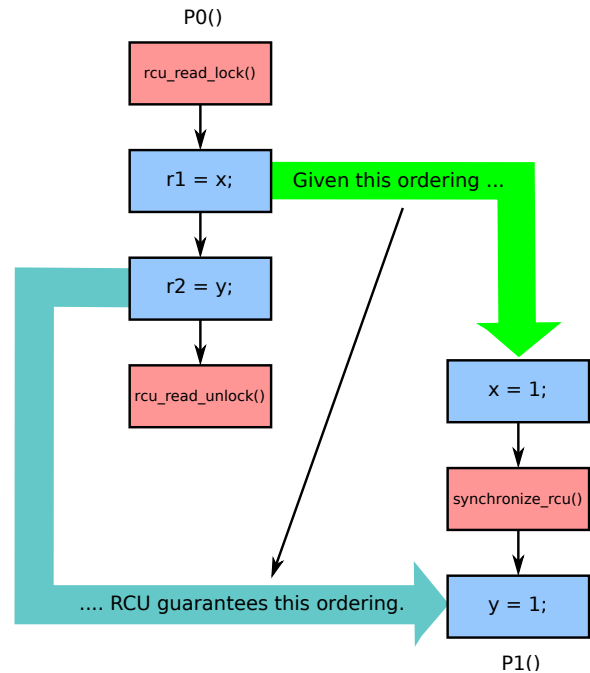 P0()
rcu_read_lock()
r1 = x;
Given this ordering ...
r2 = y;
rcu_read_unlock()
x = 1;
synchronize_rcu()
.... RCU guarantees this ordering.
y = 1;
P1()